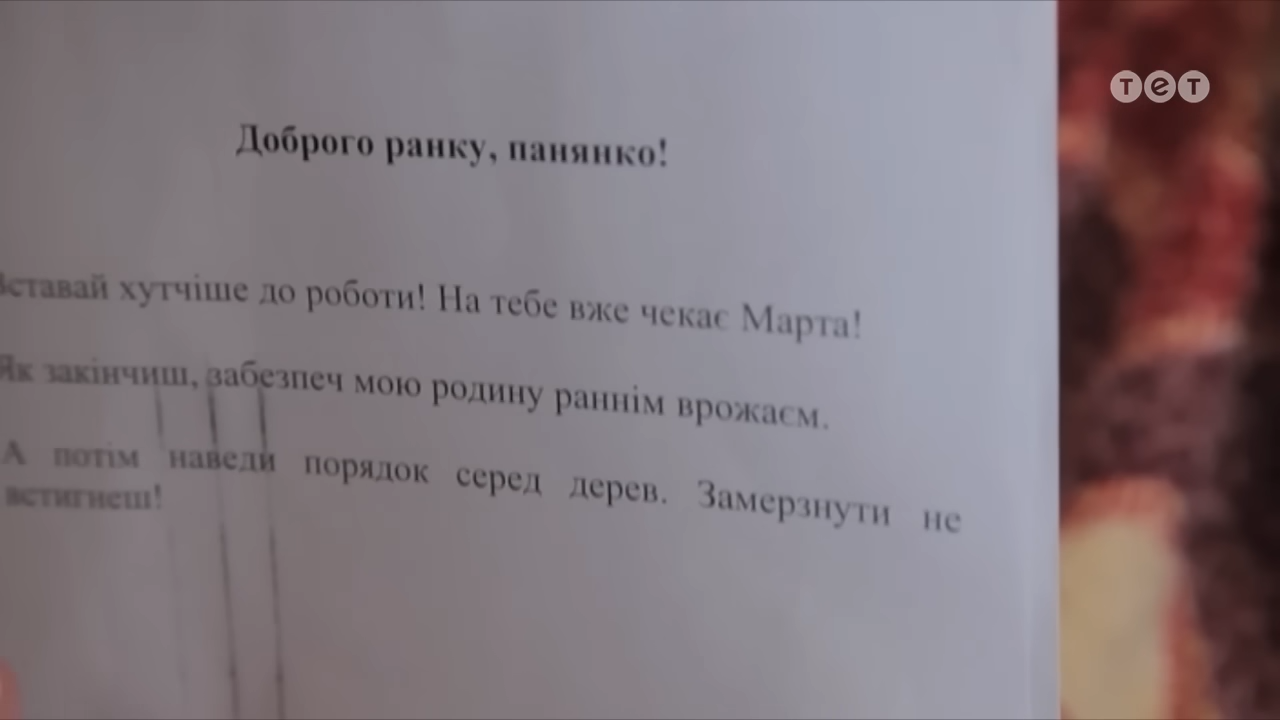 тет
Доброго ранку, панянко!
Вставай хутчіше до роботи! На тебе вже чекає Марта!
Як закінчиш, забезпеч мою родину раннім врожаєм.
А потім наведи порядок серед дерев. Замерзнути не
встигнеш!